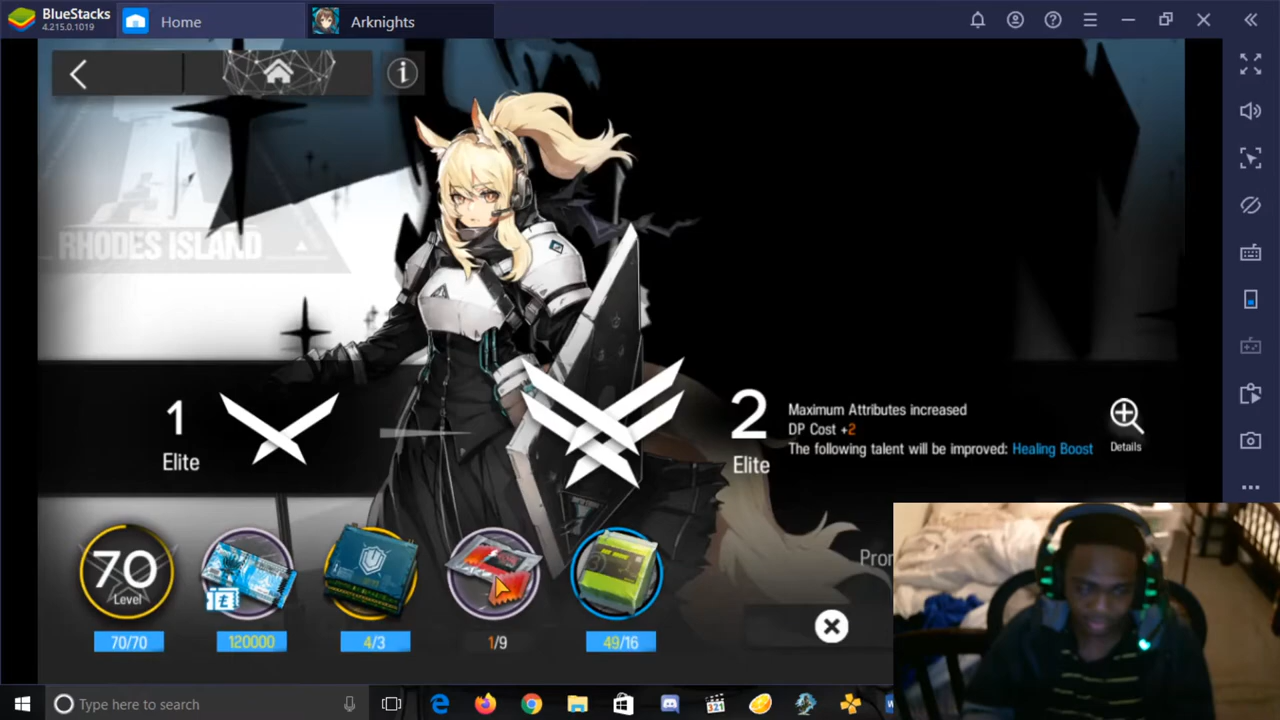 BlueStacks
4.215.0.1019
Home
Arknights
i
RHODES ISLAND
1
Elite
2
Elite
Maximum Attributes increased
DP Cost +2
The following talent will be improved: Healing Boost
Details
70
Level
70/70
120000
4/3
1/9
49/16
Pro
Type here to search
321